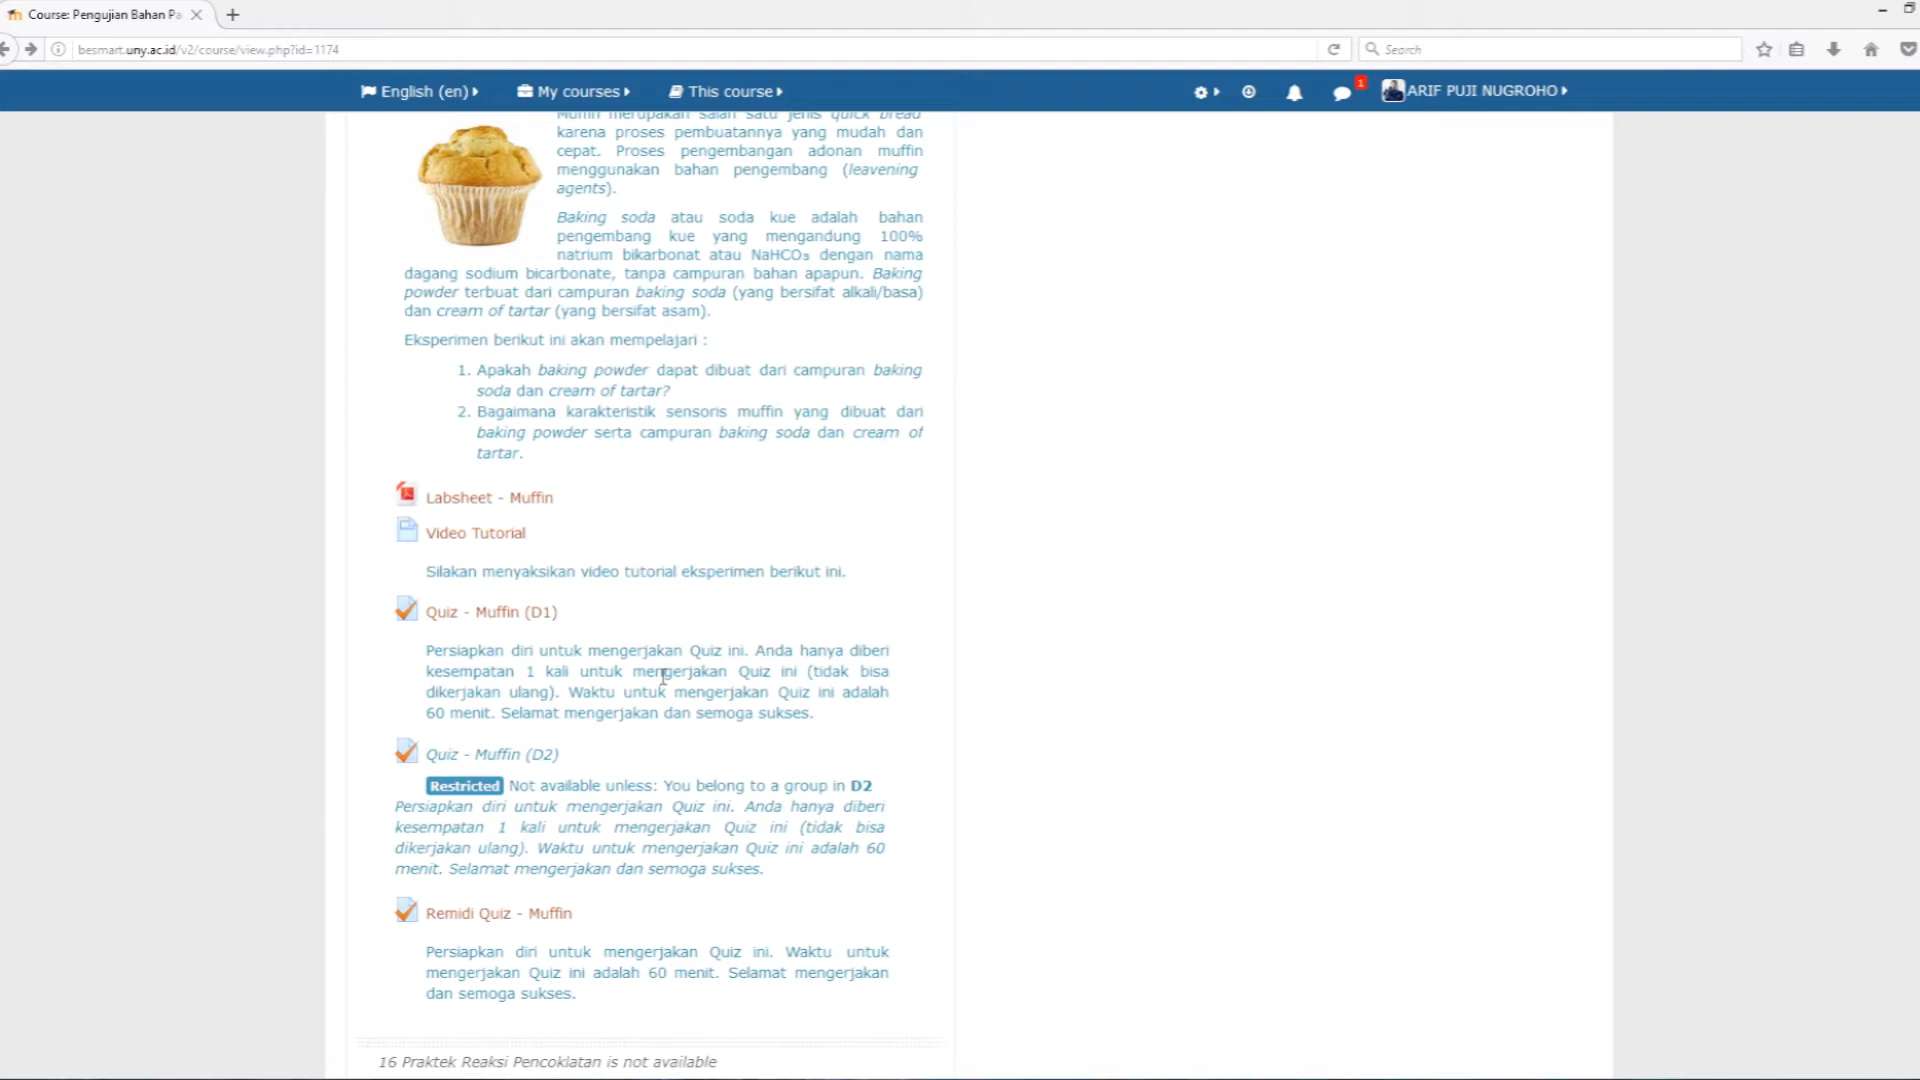 Course: Pengujian Bahan Pa
besmart.uny.ac.id/v2/course/view.php?id=1174
Search
English (en)
My courses
This course
1
ARIF PUJI NUGROHO
Muffin merupakan salah satu jenis quick bread
karena proses pembuatannya yang mudah dan
cepat. Proses pengembangan adonan muffin
menggunakan bahan pengembang (leavening
agents).
Baking soda atau soda kue adalah bahan
pengembang kue yang mengandung 100%
natrium bikarbonat atau NaHCO₃ dengan nama
dagang sodium bicarbonate, tanpa campuran bahan apapun. Baking
powder terbuat dari campuran baking soda (yang bersifat alkali/basa)
dan cream of tartar (yang bersifat asam).
Eksperimen berikut ini akan mempelajari :
1. Apakah baking powder dapat dibuat dari campuran baking
soda dan cream of tartar?
2. Bagaimana karakteristik sensoris muffin yang dibuat dari
baking powder serta campuran baking soda dan cream of
tartar.
Labsheet - Muffin
Video Tutorial
Silakan menyaksikan video tutorial eksperimen berikut ini.
Quiz - Muffin (D1)
Persiapkan diri untuk mengerjakan Quiz ini. Anda hanya diberi
kesempatan 1 kali untuk mengerjakan Quiz ini (tidak bisa
dikerjakan ulang). Waktu untuk mengerjakan Quiz ini adalah
60 menit. Selamat mengerjakan dan semoga sukses.
Quiz - Muffin (D2)
Restricted Not available unless: You belong to a group in D2
Persiapkan diri untuk mengerjakan Quiz ini. Anda hanya diberi
kesempatan 1 kali untuk mengerjakan Quiz ini (tidak bisa
dikerjakan ulang). Waktu untuk mengerjakan Quiz ini adalah 60
menit. Selamat mengerjakan dan semoga sukses.
Remidi Quiz - Muffin
Persiapkan diri untuk mengerjakan Quiz ini. Waktu untuk
mengerjakan Quiz ini adalah 60 menit. Selamat mengerjakan
dan semoga sukses.
16 Praktek Reaksi Pencoklatan is not available